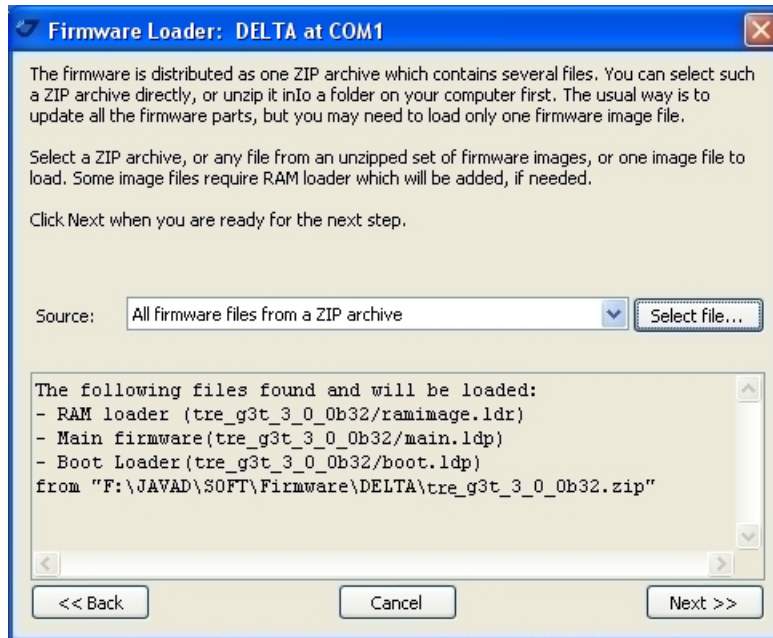 Firmware Loader: DELTA at COM1
The firmware is distributed as one ZIP archive which contains several files. You can select such
a ZIP archive directly, or unzip it inIo a folder on your computer first. The usual way is to
update all the firmware parts, but you may need to load only one firmware image file.
Select a ZIP archive, or any file from an unzipped set of firmware images, or one image file to
load. Some image files require RAM loader which will be added, if needed.
Click Next when you are ready for the next step.
Source: All firmware files from a ZIP archive Select file...
The following files found and will be loaded:
- RAM loader (tre_g3t_3_0_0b32/ramimage.ldr)
- Main firmware(tre_g3t_3_0_0b32/main.ldp)
- Boot Loader(tre_g3t_3_0_0b32/boot.ldp)
from "F:\JAVAD\SOFT\Firmware\DELTA\tre_g3t_3_0_0b32.zip"
<< Back Cancel Next >>